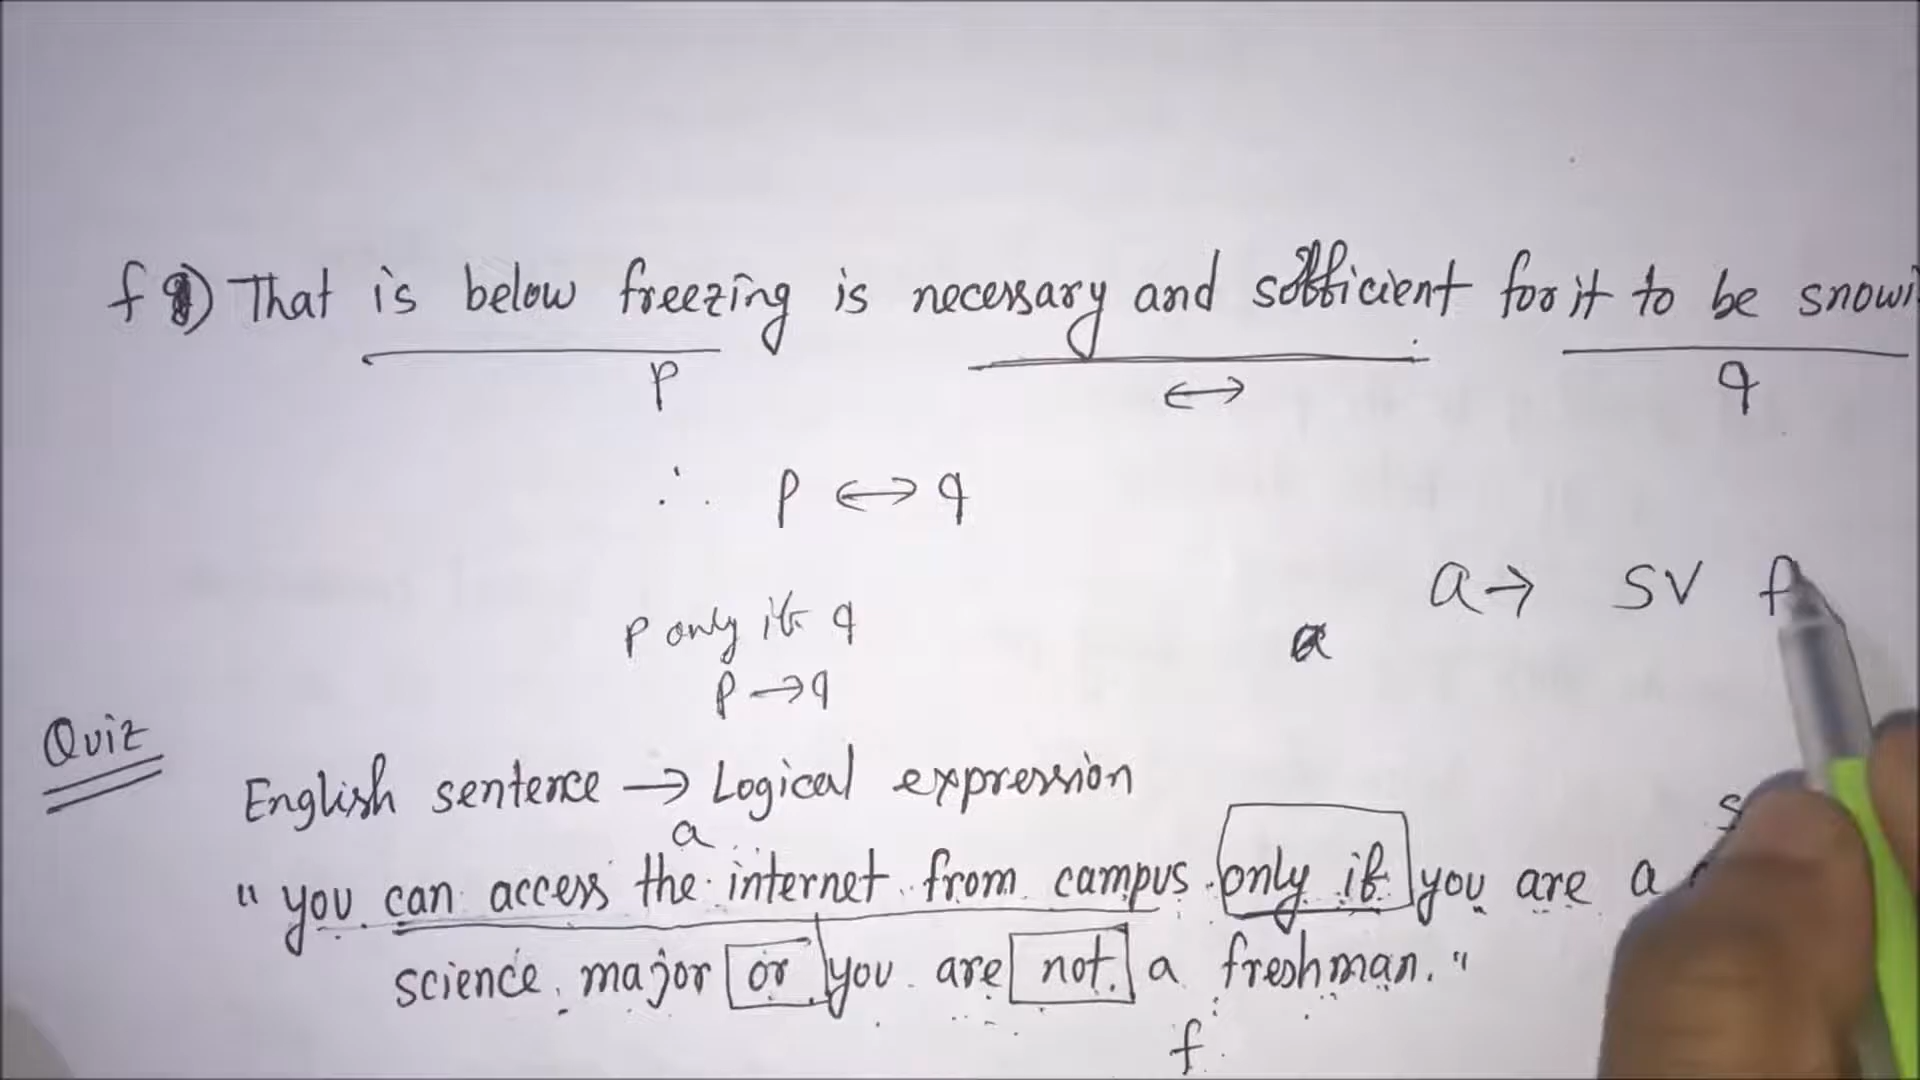 f) That is below freezing is necessary and sufficient for it to be snowi
p ↔ q
∴ p ↔ q
a → s∨ f
p only if q
a
p → q
Quiz
English sentence → Logical expression
a s
"you can access the internet from campus only if you are a
science major or you are not a freshman."
f